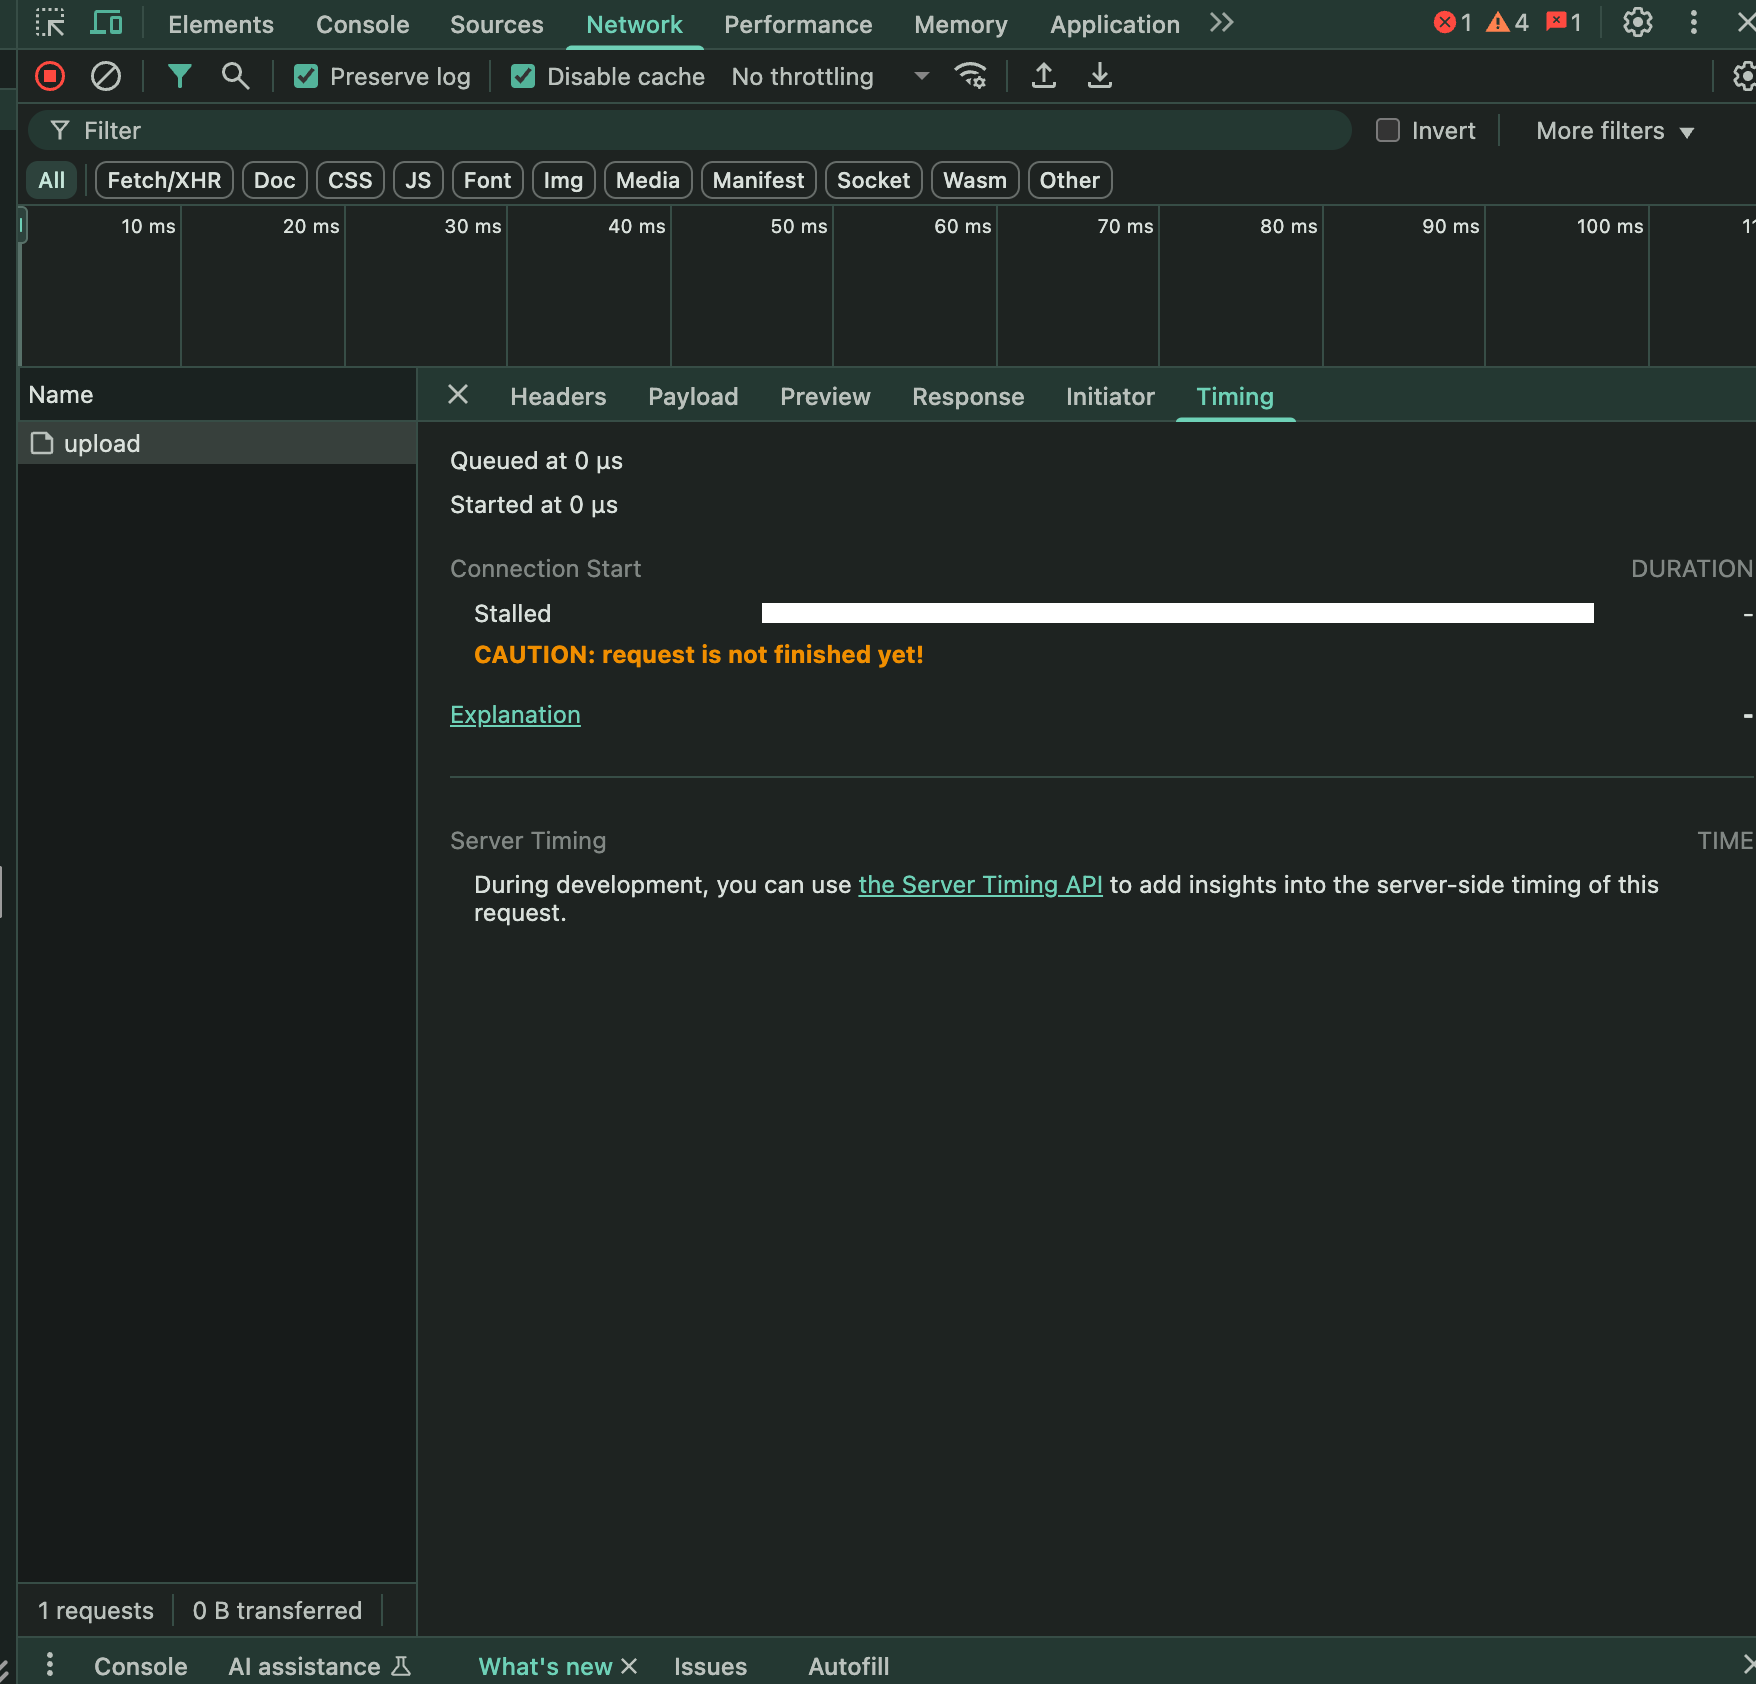 Elements Console Sources Network Performance Memory Application 1 4 1
Preserve log Disable cache No throttling
Filter Invert More filters
All Fetch/XHR Doc CSS JS Font Img Media Manifest Socket Wasm Other
10 ms 20 ms 30 ms 40 ms 50 ms 60 ms 70 ms 80 ms 90 ms 100 ms
Name
Headers Payload Preview Response Initiator Timing
upload
Queued at 0 μs
Started at 0 μs
Connection Start DURATION
Stalled -
CAUTION: request is not finished yet!
Explanation -
Server Timing TIME
During development, you can use the Server Timing API to add insights into the server-side timing of this
request.
1 requests 0 B transferred
Console AI assistance What's new Issues Autofill